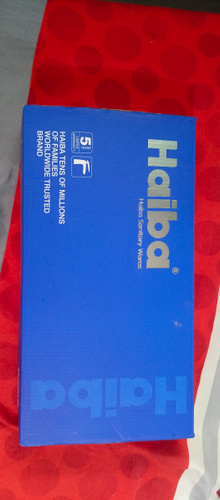 Haiba®
Haiba Sanitary Wares
5
YEARS
HAIBA TENS OF MILLIONS
OF FAMILIES'
WORLDWIDE TRUSTED
BRAND
Haiba